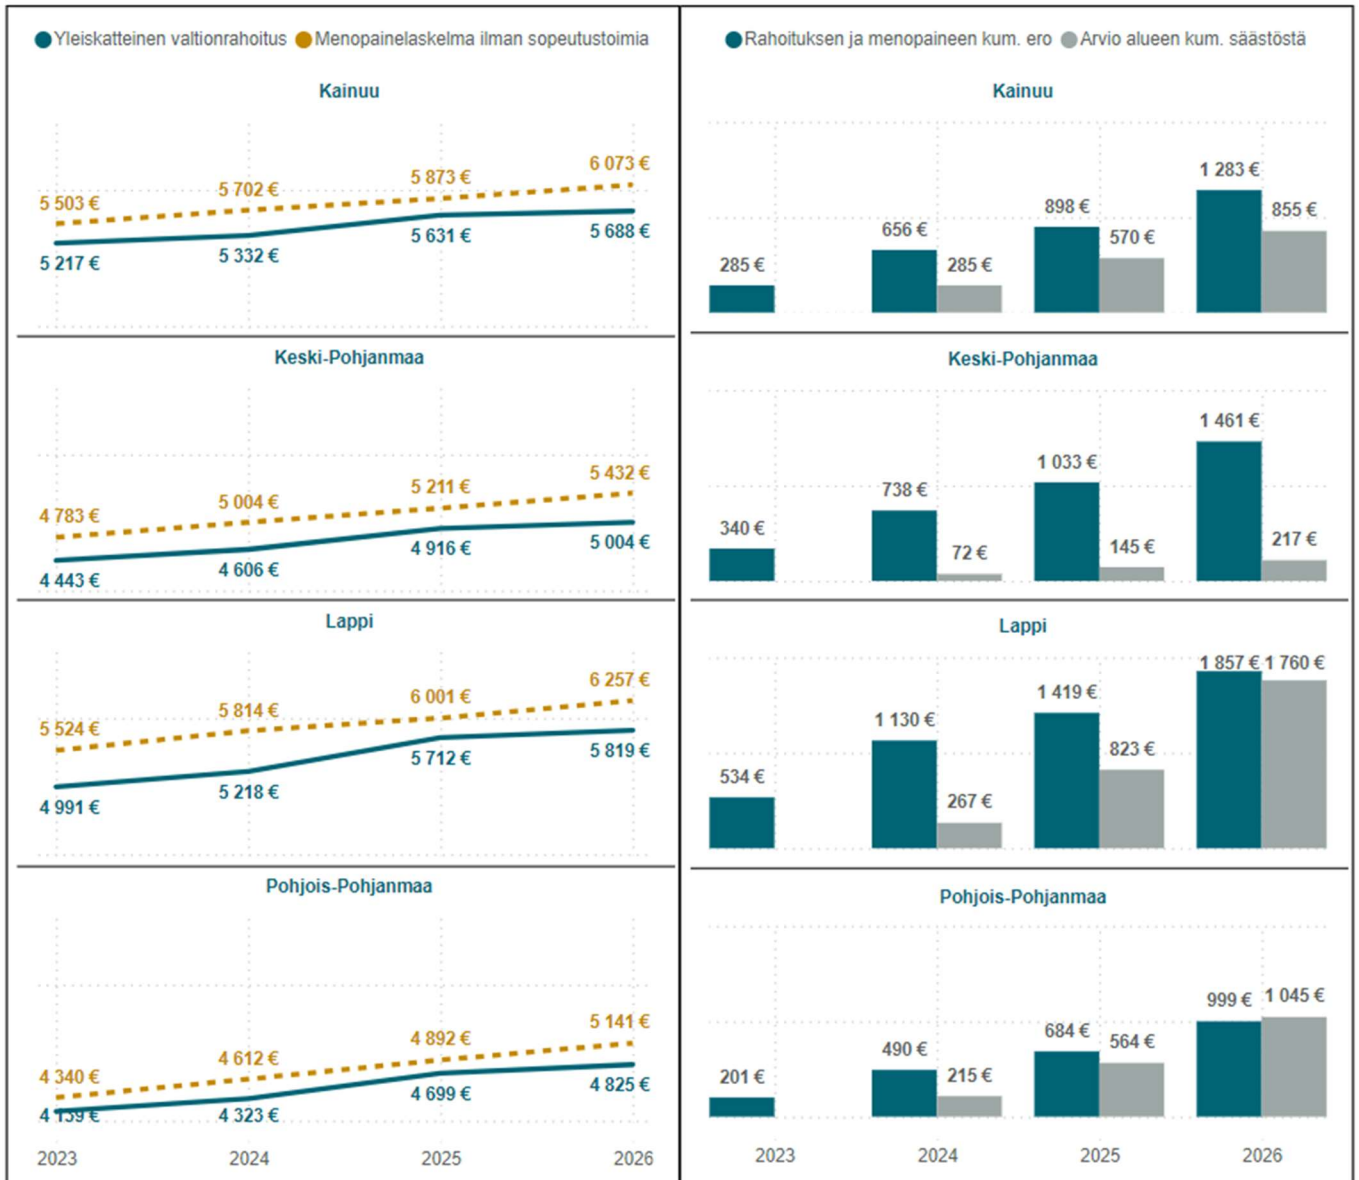 Yleiskatteinen valtionrahoitus Menopainelaskelma ilman sopeutustoimia
Kainuu
5 503 € 5 702 € 5 873 € 6 073 €
5 217 € 5 332 € 5 631 € 5 688 €
Keski-Pohjanmaa
4 783 € 5 004 € 5 211 € 5 432 €
4 443 € 4 606 € 4 916 € 5 004 €
Lappi
5 524 € 5 814 € 6 001 € 6 257 €
4 991 € 5 218 € 5 712 € 5 819 €
Pohjois-Pohjanmaa
4 340 € 4 612 € 4 892 € 5 141 €
4 139 € 4 323 € 4 699 € 4 825 €
2023 2024 2025 2026
Rahoituksen ja menopaineen kum. ero Arvio alueen kum. säästöstä
Kainuu
285 € 656 € 285 € 898 € 570 € 1 283 € 855 €
Keski-Pohjanmaa
340 € 738 € 72 € 1 033 € 145 € 1 461 € 217 €
Lappi
534 € 1 130 € 267 € 1 419 € 823 € 1 857 € 1 760 €
Pohjois-Pohjanmaa
201 € 490 € 215 € 684 € 564 € 999 € 1 045 €
2023 2024 2025 2026